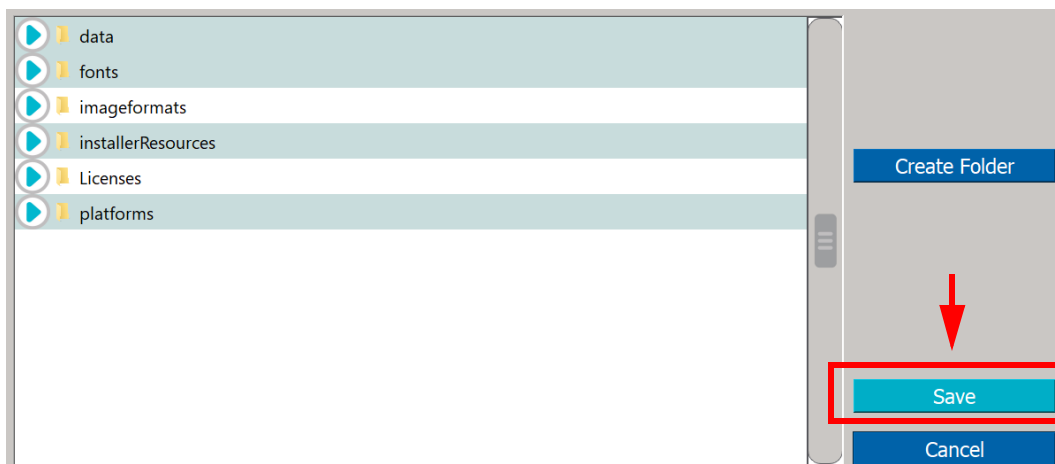 data
fonts
imageformats
installerResources
Licenses
platforms
Create Folder
Save
Cancel